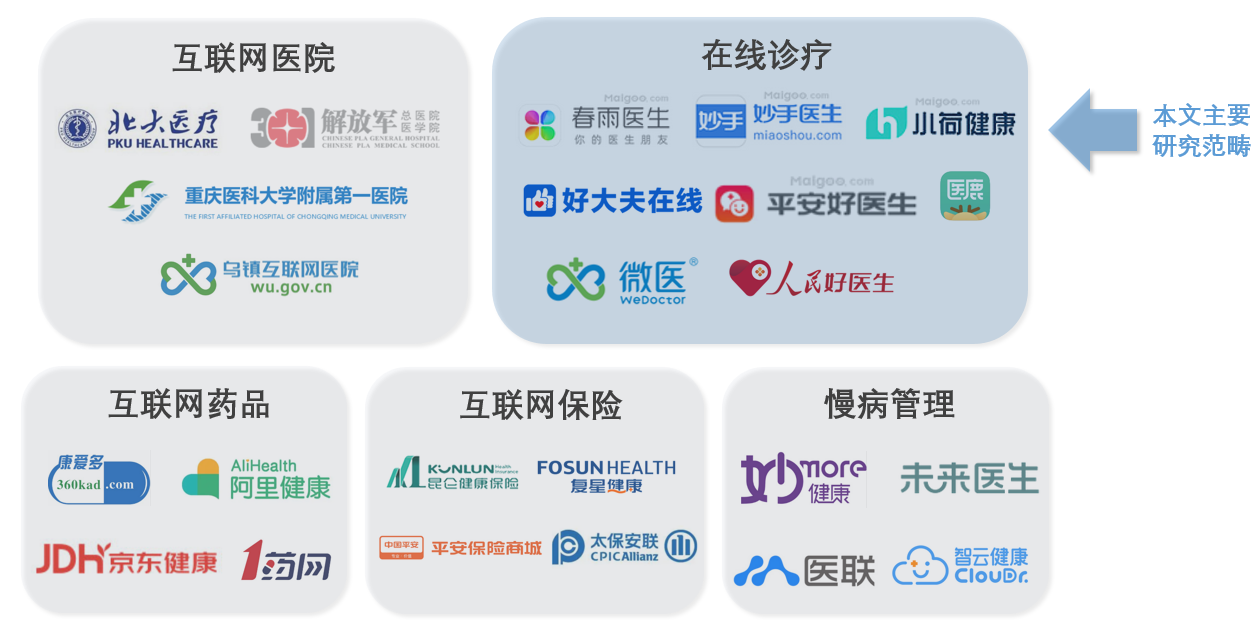 互联网医院
北大医疗
PKU HEALTHCARE
301
解放军总医院医学院
CHINESE PLA GENERAL HOSPITAL
CHINESE PLA MEDICAL SCHOOL
重庆医科大学附属第一医院
THE FIRST AFFILIATED HOSPITAL OF CHONGQING MEDICAL UNIVERSITY
乌镇互联网医院
wu.gov.cn
在线诊疗
Maigoo.com
春雨医生
你的医生朋友
妙手
Maigoo.com
妙手医生
miaoshou.com
Maigoo.com
小荷健康
好大夫在线
Maigoo.com
平安好医生
医鹿
微医®
WeDoctor
人民好医生
本文主要
研究范畴
互联网药品
康爱多
360kad.com
AliHealth
阿里健康
JDH京东健康
1药网
互联网保险
KUNLUN Health Insurance
昆仑健康保险
FOSUN HEALTH
复星健康
中国平安
平安保险商城
太保安联
CPIC Allianz
慢病管理
妙more
健康
未来医生
医联
智云健康
ClouDr.